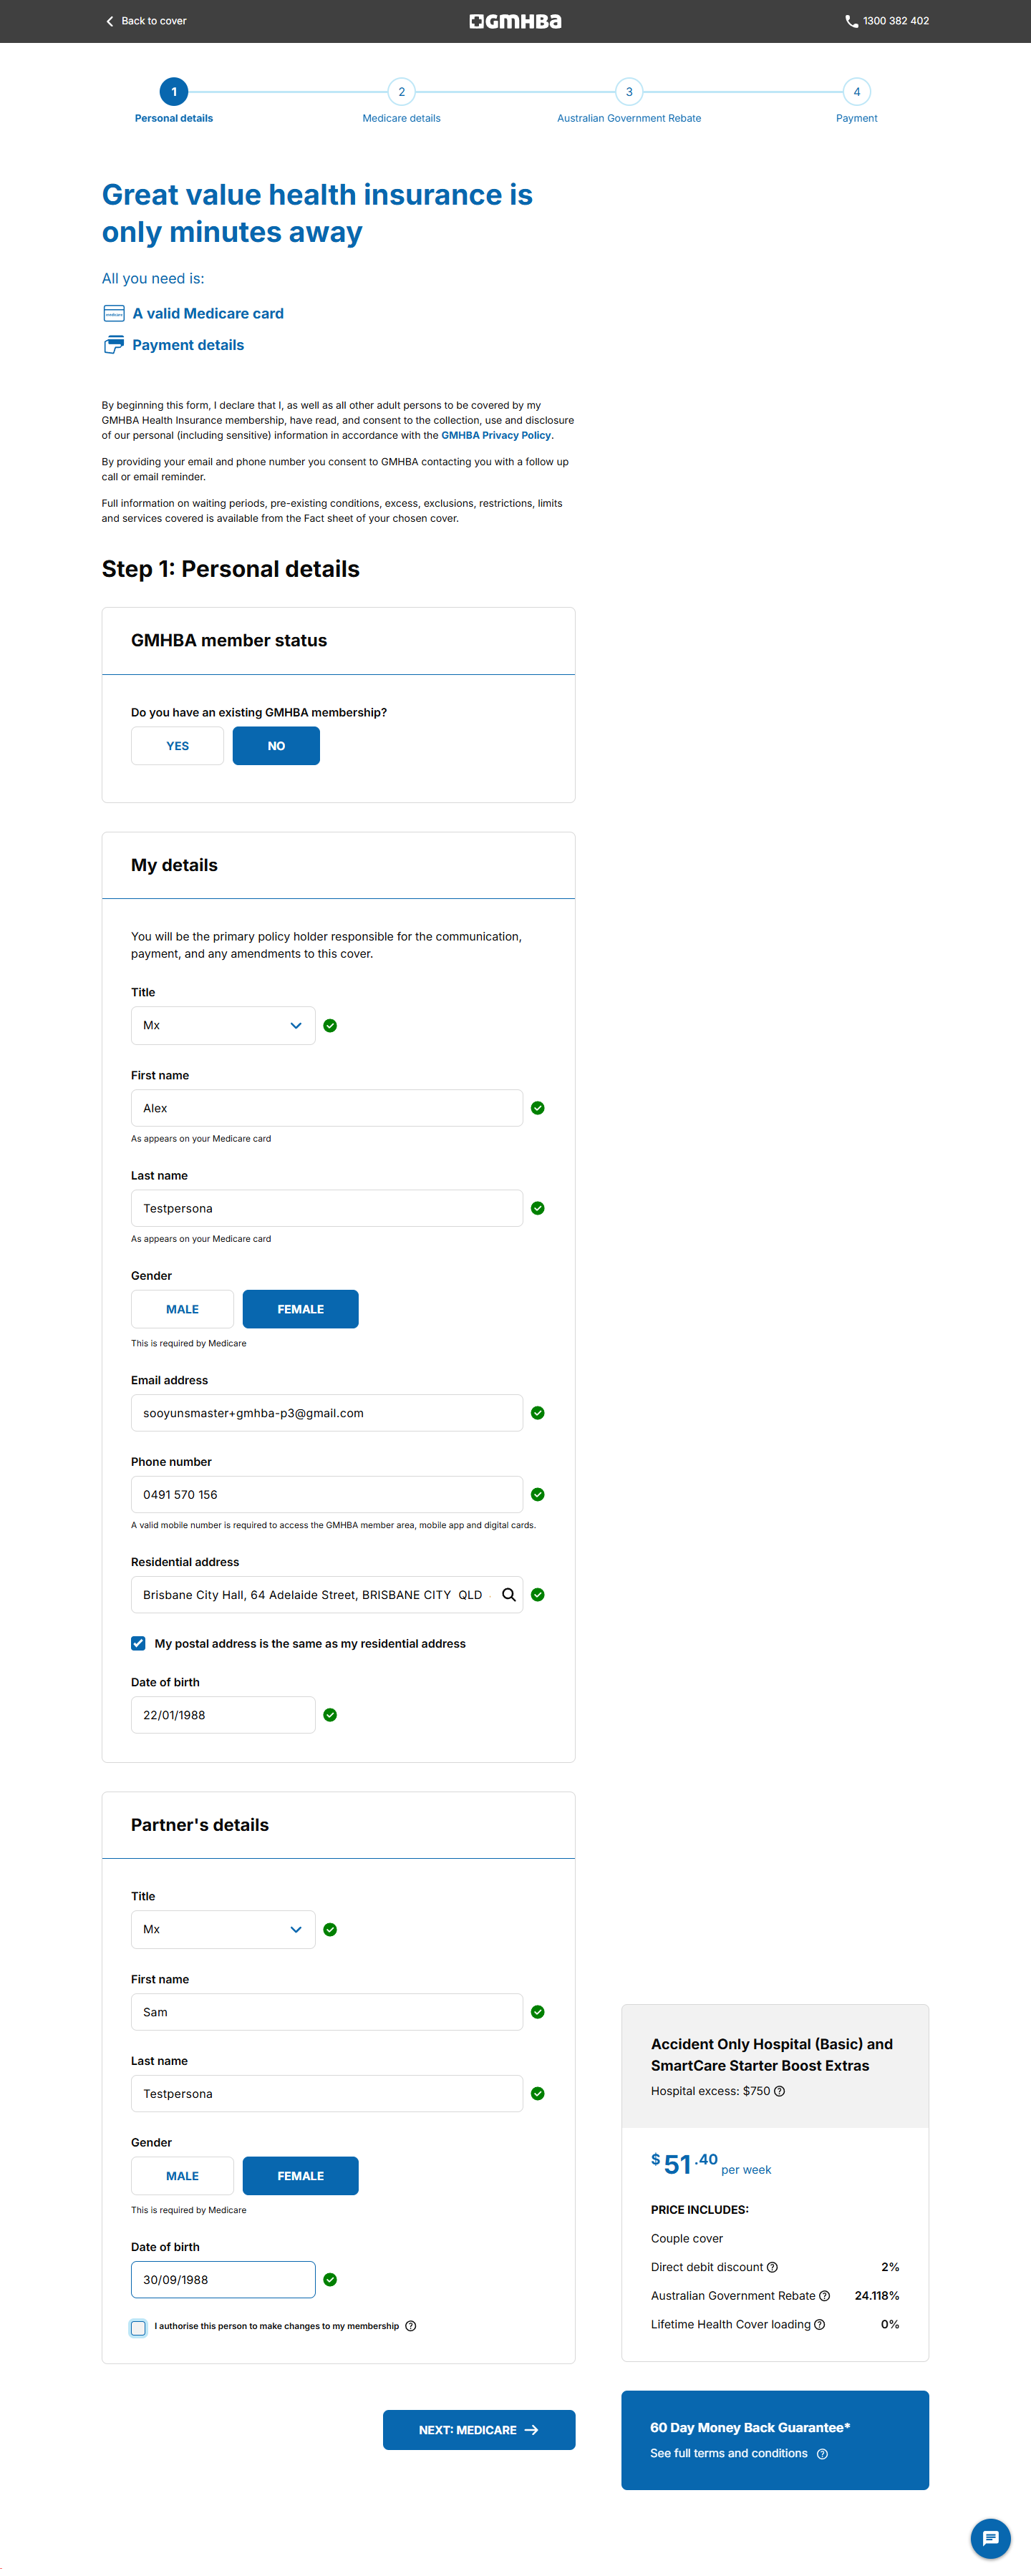 Back to cover
GMHBA
1300 382 402
1
2
3
4
Personal details
Medicare details
Australian Government Rebate
Payment
Great value health insurance is
only minutes away
All you need is:
A valid Medicare card
Payment details
By beginning this form, I declare that I, as well as all other adult persons to be covered by my
GMHBA Health Insurance membership, have read, and consent to the collection, use and disclosure
of our personal (including sensitive) information in accordance with the GMHBA Privacy Policy.
By providing your email and phone number you consent to GMHBA contacting you with a follow up
call or email reminder.
Full information on waiting periods, pre-existing conditions, excess, exclusions, restrictions, limits
and services covered is available from the Fact sheet of your chosen cover.
Step 1: Personal details
GMHBA member status
Do you have an existing GMHBA membership?
YES
NO
My details
You will be the primary policy holder responsible for the communication,
payment, and any amendments to this cover.
Title
Mx
First name
Alex
As appears on your Medicare card
Last name
Testpersona
As appears on your Medicare card
Gender
MALE
FEMALE
This is required by Medicare
Email address
sooyunsmaster+gmhba-p3@gmail.com
Phone number
0491 570 156
A valid mobile number is required to access the GMHBA member area, mobile app and digital cards.
Residential address
Brisbane City Hall, 64 Adelaide Street, BRISBANE CITY QLD
My postal address is the same as my residential address
Date of birth
22/01/1988
Partner's details
Title
Mx
First name
Sam
Last name
Testpersona
Gender
MALE
FEMALE
This is required by Medicare
Date of birth
30/09/1988
I authorise this person to make changes to my membership
NEXT: MEDICARE
Accident Only Hospital (Basic) and
SmartCare Starter Boost Extras
Hospital excess: $750
$51.40 per week
PRICE INCLUDES:
Couple cover
Direct debit discount 2%
Australian Government Rebate 24.118%
Lifetime Health Cover loading 0%
60 Day Money Back Guarantee*
See full terms and conditions